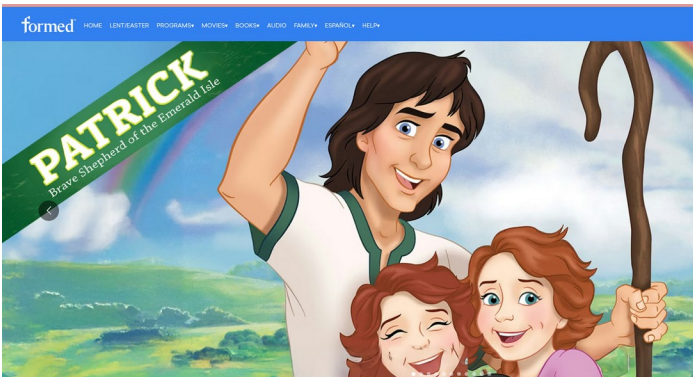 formed HOME LENT/EASTER PROGRAMS▾ MOVIES▾ BOOKS▾ AUDIO FAMILY▾ ESPAÑOL▾ HELP▾
PATRICK
Brave Shepherd of the Emerald Isle